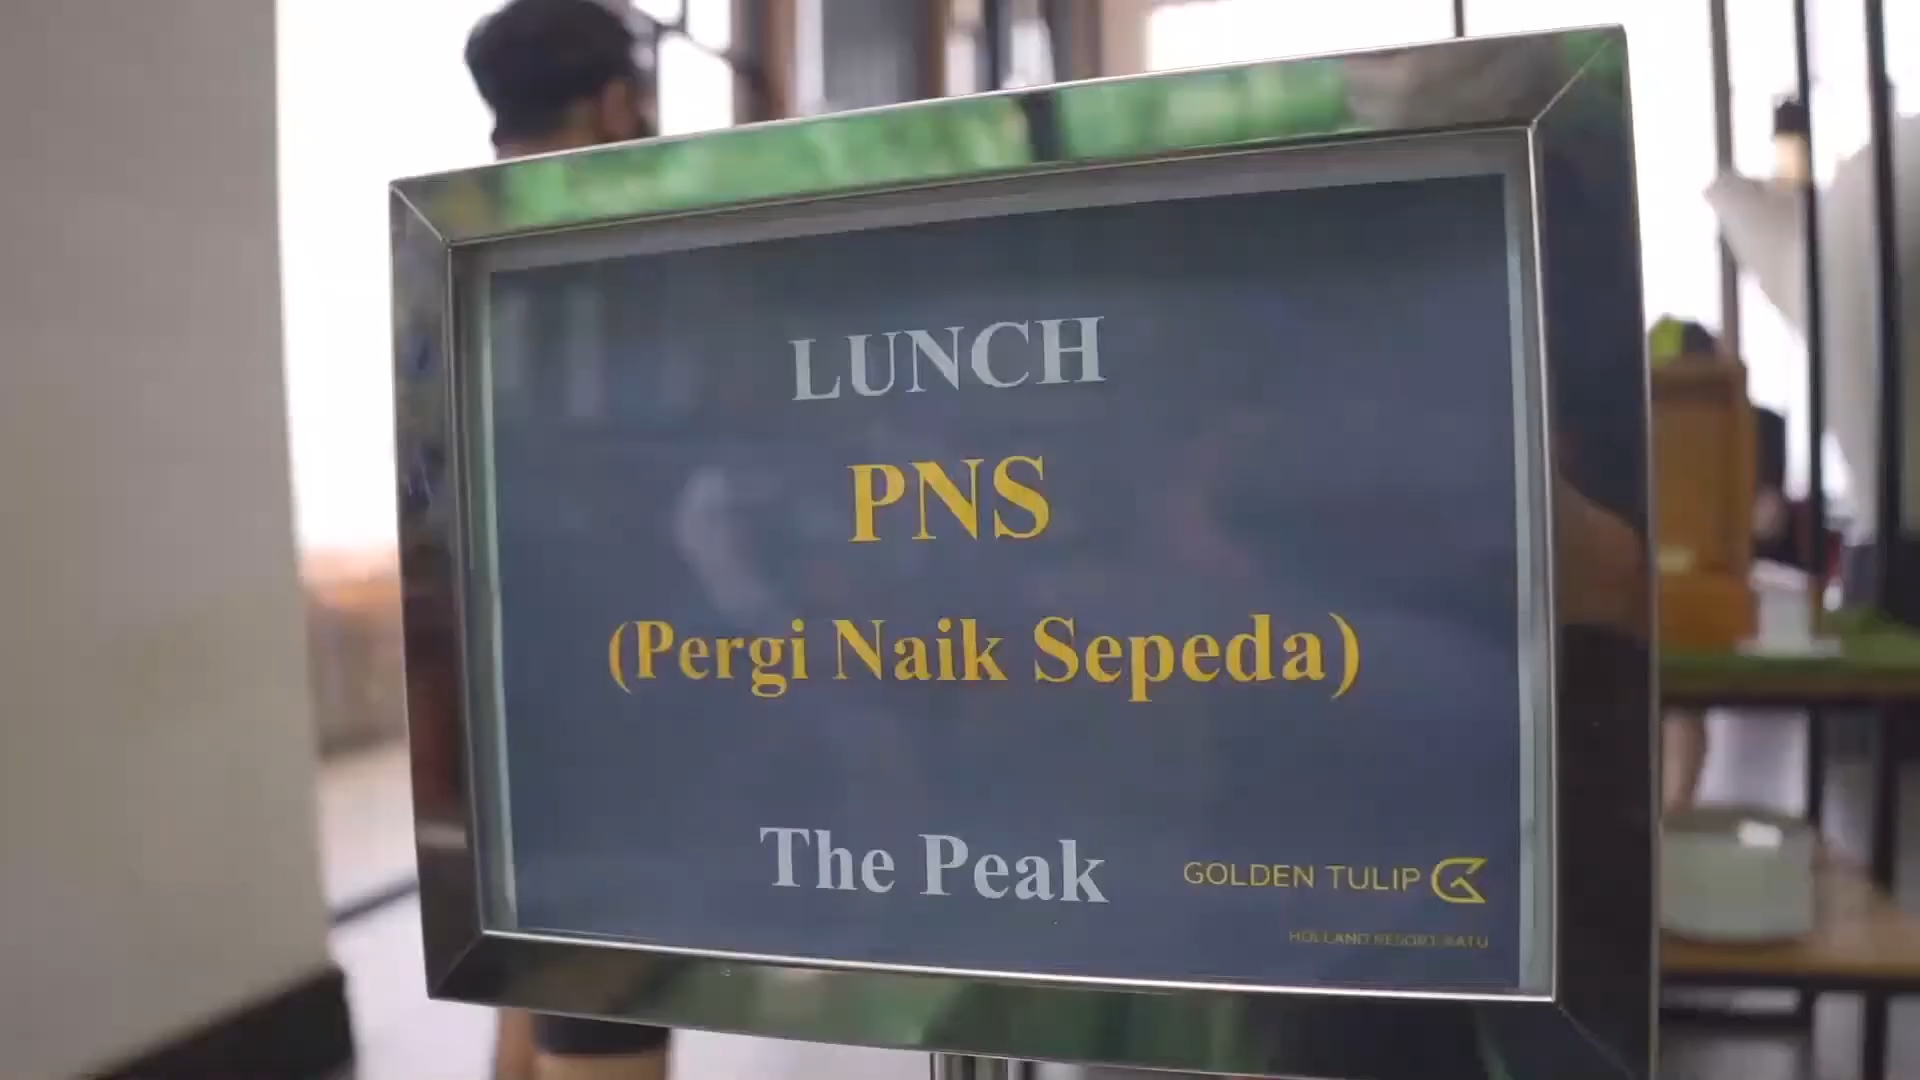 LUNCH
PNS
(Pergi Naik Sepeda)
The Peak
GOLDEN TULIP
HOLLAND RESORT BATU